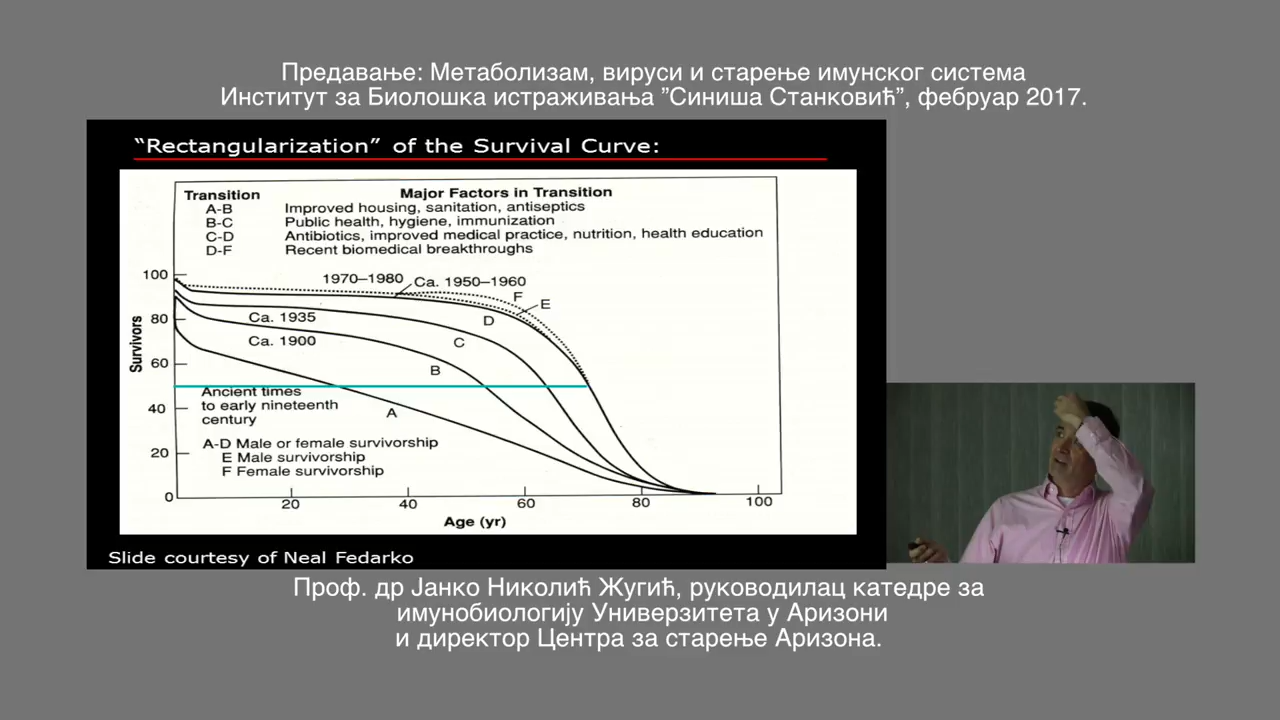 Предавање: Метаболизам, вируси и старење имунског система
Институт за Биолошка истраживања ”Синиша Станковић”, фебруар 2017.
“Rectangularization” of the Survival Curve:
Transition Major Factors in Transition
A-B Improved housing, sanitation, antiseptics
B-C Public health, hygiene, immunization
C-D Antibiotics, improved medical practice, nutrition, health education
D-F Recent biomedical breakthroughs
100
80
60
40
20
0
Survivors
1970–1980 Ca. 1950–1960
F
E
D
Ca. 1935
C
Ca. 1900
B
A
Ancient times
to early nineteenth
century
A-D Male or female survivorship
E Male survivorship
F Female survivorship
20 40 60 80 100
Age (yr)
Slide courtesy of Neal Fedarko
Проф. др Јанко Николић Жугић, руководилац катедре за
имунобиологију Универзитета у Аризони
и директор Центра за старење Аризона.